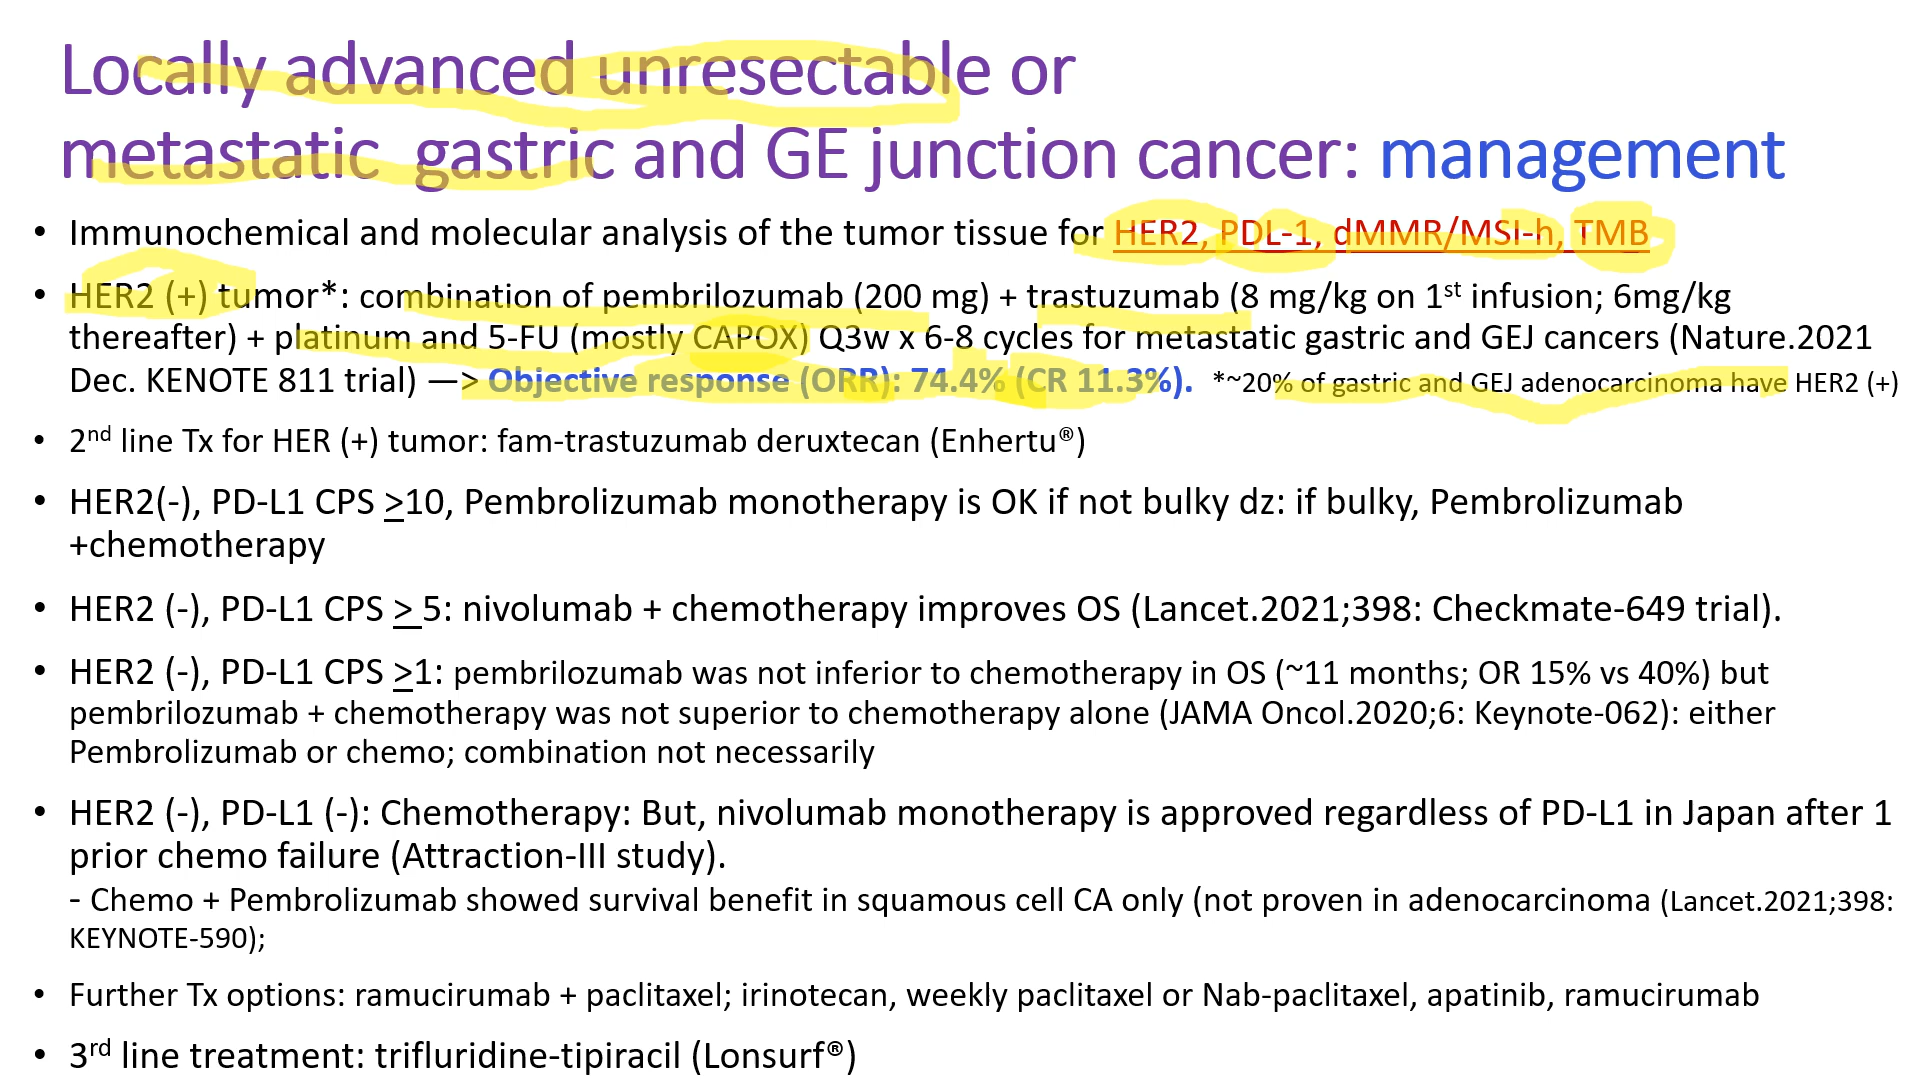 Locally advanced unresectable or
metastatic gastric and GE junction cancer: management
• Immunochemical and molecular analysis of the tumor tissue for HER2, PDL-1, dMMR/MSI-h, TMB
• HER2 (+) tumor*: combination of pembrilozumab (200 mg) + trastuzumab (8 mg/kg on 1st infusion; 6mg/kg
thereafter) + platinum and 5-FU (mostly CAPOX) Q3w x 6-8 cycles for metastatic gastric and GEJ cancers (Nature.2021
Dec. KENOTE 811 trial) —> Objective response (ORR): 74.4% (CR 11.3%). *~20% of gastric and GEJ adenocarcinoma have HER2 (+)
• 2nd line Tx for HER (+) tumor: fam-trastuzumab deruxtecan (Enhertu®)
• HER2(-), PD-L1 CPS >10, Pembrolizumab monotherapy is OK if not bulky dz: if bulky, Pembrolizumab
+chemotherapy
• HER2 (-), PD-L1 CPS > 5: nivolumab + chemotherapy improves OS (Lancet.2021;398: Checkmate-649 trial).
• HER2 (-), PD-L1 CPS >1: pembrilozumab was not inferior to chemotherapy in OS (~11 months; OR 15% vs 40%) but
pembrilozumab + chemotherapy was not superior to chemotherapy alone (JAMA Oncol.2020;6: Keynote-062): either
Pembrolizumab or chemo; combination not necessarily
• HER2 (-), PD-L1 (-): Chemotherapy: But, nivolumab monotherapy is approved regardless of PD-L1 in Japan after 1
prior chemo failure (Attraction-III study).
- Chemo + Pembrolizumab showed survival benefit in squamous cell CA only (not proven in adenocarcinoma (Lancet.2021;398:
KEYNOTE-590);
• Further Tx options: ramucirumab + paclitaxel; irinotecan, weekly paclitaxel or Nab-paclitaxel, apatinib, ramucirumab
• 3rd line treatment: trifluridine-tipiracil (Lonsurf®)